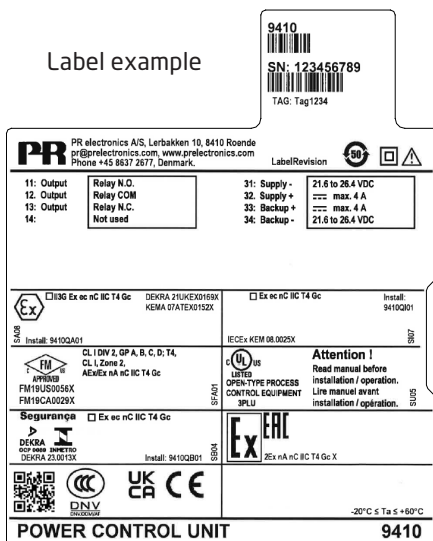 Label example
9410
SN: 123456789
TAG: Tag1234
PR
PR electronics A/S, Lerbakken 10, 8410 Roende
pr@prelectronics.com, www.prelectronics.com
Phone +45 8637 2677, Denmark.
LabelRevision
50
11: Output Relay N.O.
12. Output Relay COM
13: Output Relay N.C.
14: Not used
31: Supply - 21.6 to 26.4 VDC
32. Supply + max. 4 A
33: Backup + max. 4 A
34: Backup - 21.6 to 26.4 VDC
II3G Ex ec nC IIC T4 Gc
DEKRA 21UKEX0169X
KEMA 07ATEX0152X
SA08
Install: 9410QA01
Ex ec nC IIC T4 Gc
Install:
9410QI01
IECEx KEM 08.0025X
SI07
FM
APPROVED
FM19US0056X
FM19CA0029X
CL I DIV 2, GP A, B, C, D; T4,
CL I, Zone 2,
AEx/Ex nA nC IIC T4 Gc
SFA01
c UL us
LISTED
OPEN-TYPE PROCESS
CONTROL EQUIPMENT
3PLU
Attention !
Read manual before
installation / operation.
Lire manuel avant
installation / opération.
SU05
Segurança
Ex ec nC IIC T4 Gc
DEKRA
OCP 0089 INMETRO
DEKRA 23.0013X
Install: 9410QB01
SB04
Ex
EAC
2Ex nA nC IIC T4 Gc X
CCC
DNV
UK
CA
CE
-20°C ≤ Ta ≤ +60°C
POWER CONTROL UNIT 9410